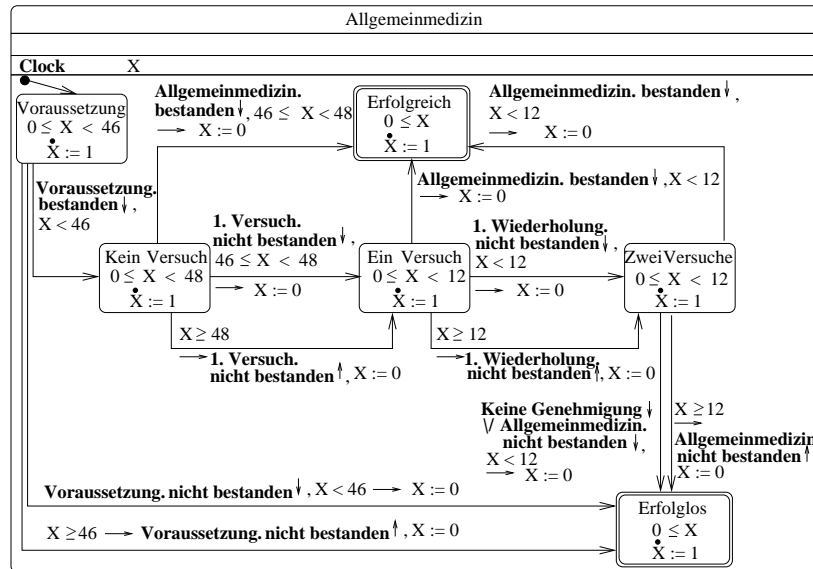 Allgemeinmedizin
Clock X
Voraussetzung
0 ≤ X < 46
Ẋ := 1
Allgemeinmedizin.
bestanden↓, 46 ≤ X < 48
→ X := 0
Erfolgreich
0 ≤ X
Ẋ := 1
Allgemeinmedizin. bestanden↓,
X < 12
→ X := 0
Voraussetzung.
bestanden↓,
X < 46
Allgemeinmedizin. bestanden↓, X < 12
→ X := 0
Kein Versuch
0 ≤ X < 48
Ẋ := 1
1. Versuch.
nicht bestanden↓,
46 ≤ X < 48
→ X := 0
Ein Versuch
0 ≤ X < 12
Ẋ := 1
1. Wiederholung.
nicht bestanden↓,
X < 12
→ X := 0
Zwei Versuche
0 ≤ X < 12
Ẋ := 1
X ≥ 48
→ 1. Versuch.
nicht bestanden↑, X := 0
X ≥ 12
→ 1. Wiederholung.
nicht bestanden↑, X := 0
Keine Genehmigung↓
\/ Allgemeinmedizin.
nicht bestanden↓,
X < 12
→ X := 0
X ≥ 12
→
Allgemeinmedizin
nicht bestanden↑
X := 0
Voraussetzung. nicht bestanden↓, X < 46 → X := 0
X ≥ 46 → Voraussetzung. nicht bestanden↑, X := 0
Erfolglos
0 ≤ X
Ẋ := 1